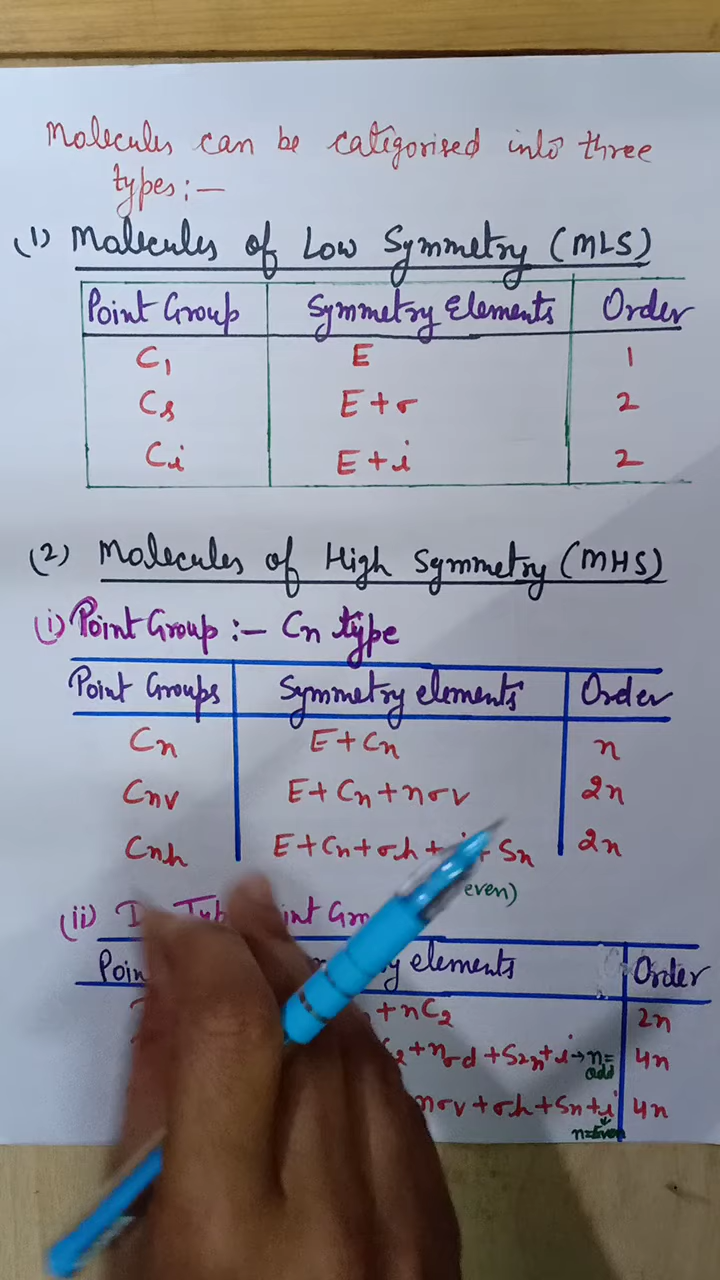 Molecules can be categorised into three
types:—
(1) Molecules of Low Symmetry (MLS)
Point Group Symmetry Elements Order
C1 E 1
Cs E+σ 2
Ci E+i 2
(2) Molecules of High Symmetry (MHS)
(i) Point Group:— Cn type
Point Groups Symmetry elements Order
Cn E+Cn n
Cnv E+Cn+nσv 2n
Cnh E+Cn+σh+ +Sn 2n
even)
(ii)
elements Order
+nC2 2n
+nσd+S2n+i→n=odd 4n
nσv+σh+Sn+i 4n
n=Even